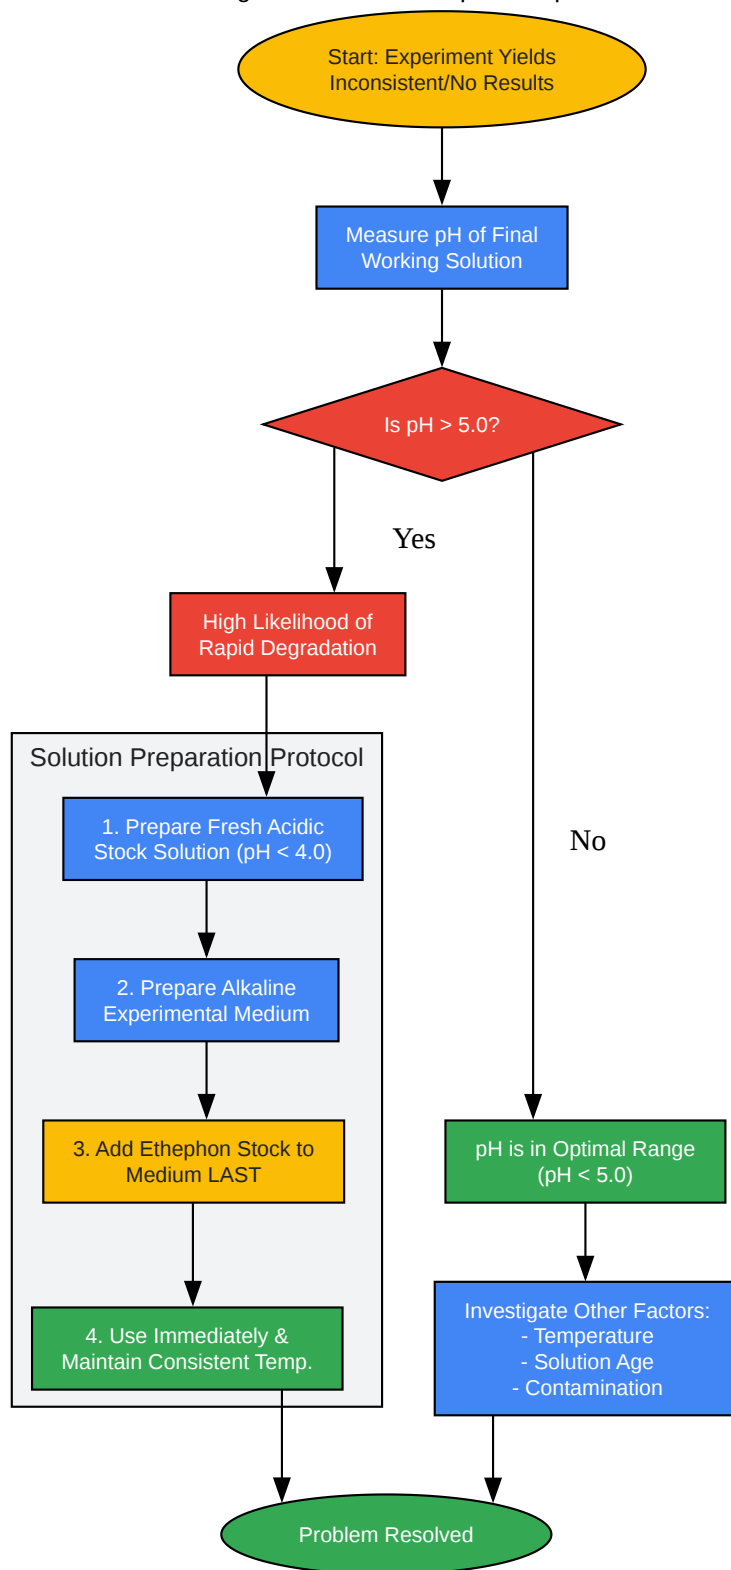 Start: Experiment Yields
Inconsistent/No Results
Measure pH of Final
Working Solution
Is pH > 5.0?
Yes
High Likelihood of
Rapid Degradation
Solution Preparation Protocol
1. Prepare Fresh Acidic
Stock Solution (pH < 4.0)
No
2. Prepare Alkaline
Experimental Medium
3. Add Ethephon Stock to
Medium LAST
pH is in Optimal Range
(pH < 5.0)
4. Use Immediately &
Maintain Consistent Temp.
Investigate Other Factors:
- Temperature
- Solution Age
- Contamination
Problem Resolved